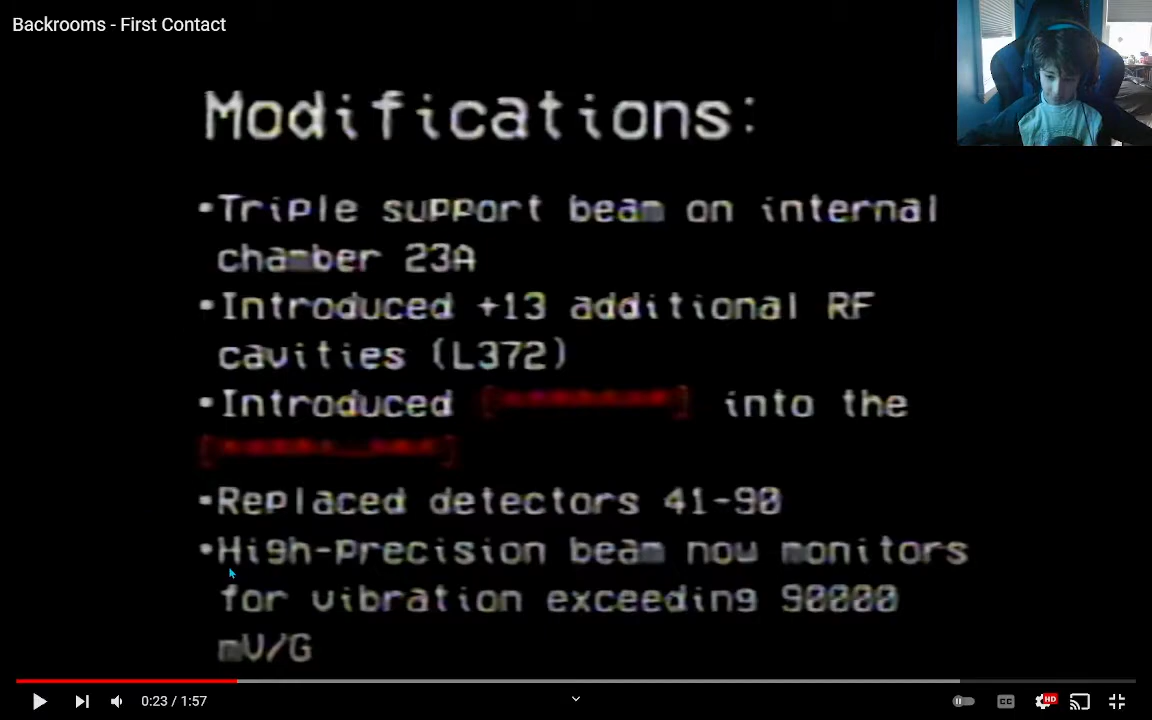 Backrooms - First Contact
Modifications:
•Triple support beam on internal
chamber 23A
•Introduced +13 additional RF
cavities (L372)
•Introduced [ ] into the
[ ]
•Replaced detectors 41-90
•High-precision beam now monitors
for vibration exceeding 90000
mV/G
0:23 / 1:57
CC
HD